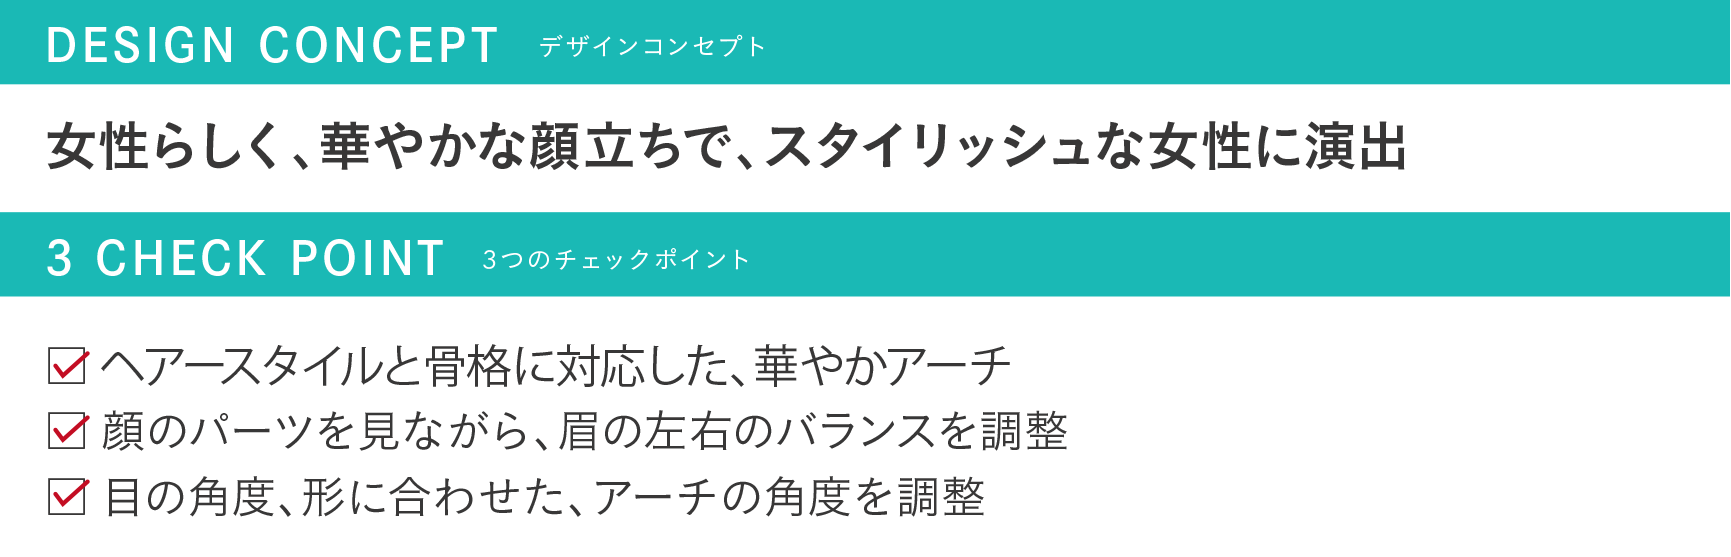 DESIGN CONCEPT デザインコンセプト
女性らしく、華やかな顔立ちで、スタイリッシュな女性に演出
3 CHECK POINT 3つのチェックポイント
ヘアースタイルと骨格に対応した、華やかアーチ
顔のパーツを見ながら、眉の左右のバランスを調整
目の角度、形に合わせた、アーチの角度を調整